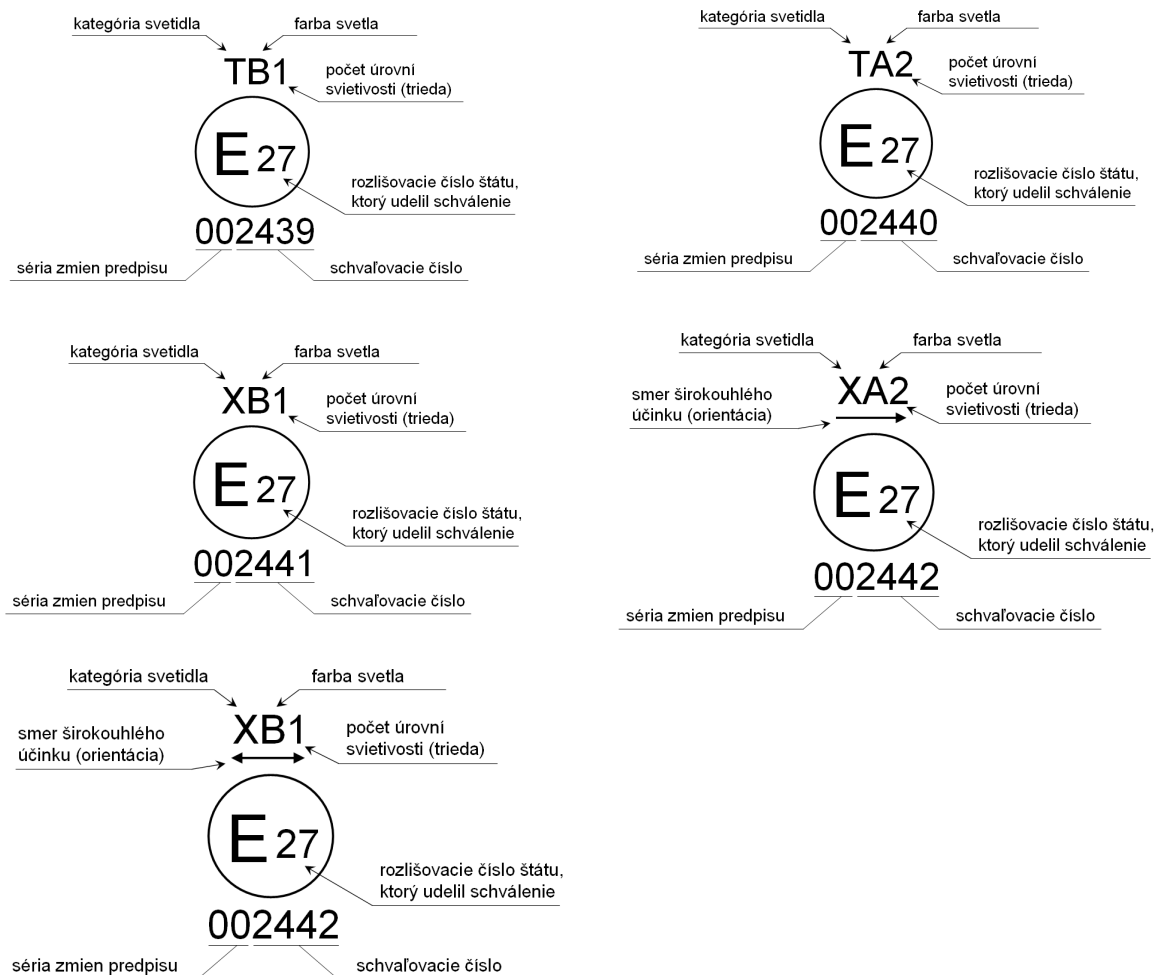 kategória svetidla
farba svetla
TB1
počet úrovní
svietivosti (trieda)
E 27
rozlišovacie číslo štátu,
ktorý udelil schválenie
002439
séria zmien predpisu
schvaľovacie číslo
kategória svetidla
farba svetla
TA2
počet úrovní
svietivosti (trieda)
E 27
rozlišovacie číslo štátu,
ktorý udelil schválenie
002440
séria zmien predpisu
schvaľovacie číslo
kategória svetidla
farba svetla
XB1
počet úrovní
svietivosti (trieda)
E 27
rozlišovacie číslo štátu,
ktorý udelil schválenie
002441
séria zmien predpisu
schvaľovacie číslo
kategória svetidla
farba svetla
XA2
smer širokouhlého
účinku (orientácia)
počet úrovní
svietivosti (trieda)
E 27
rozlišovacie číslo štátu,
ktorý udelil schválenie
002442
séria zmien predpisu
schvaľovacie číslo
kategória svetidla
farba svetla
XB1
smer širokouhlého
účinku (orientácia)
počet úrovní
svietivosti (trieda)
E 27
rozlišovacie číslo štátu,
ktorý udelil schválenie
002442
séria zmien predpisu
schvaľovacie číslo